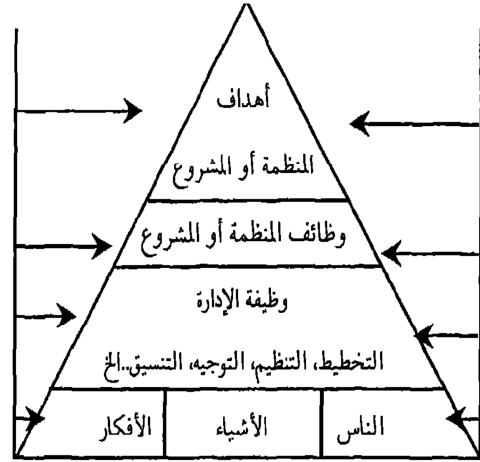 أهداف
المنظمة أو المشروع
وظائف المنظمة أو المشروع
وظيفة الإدارة
التخطيط، التنظيم، التوجيه، التنسيق..الخ
الناس الأشياء الأفكار